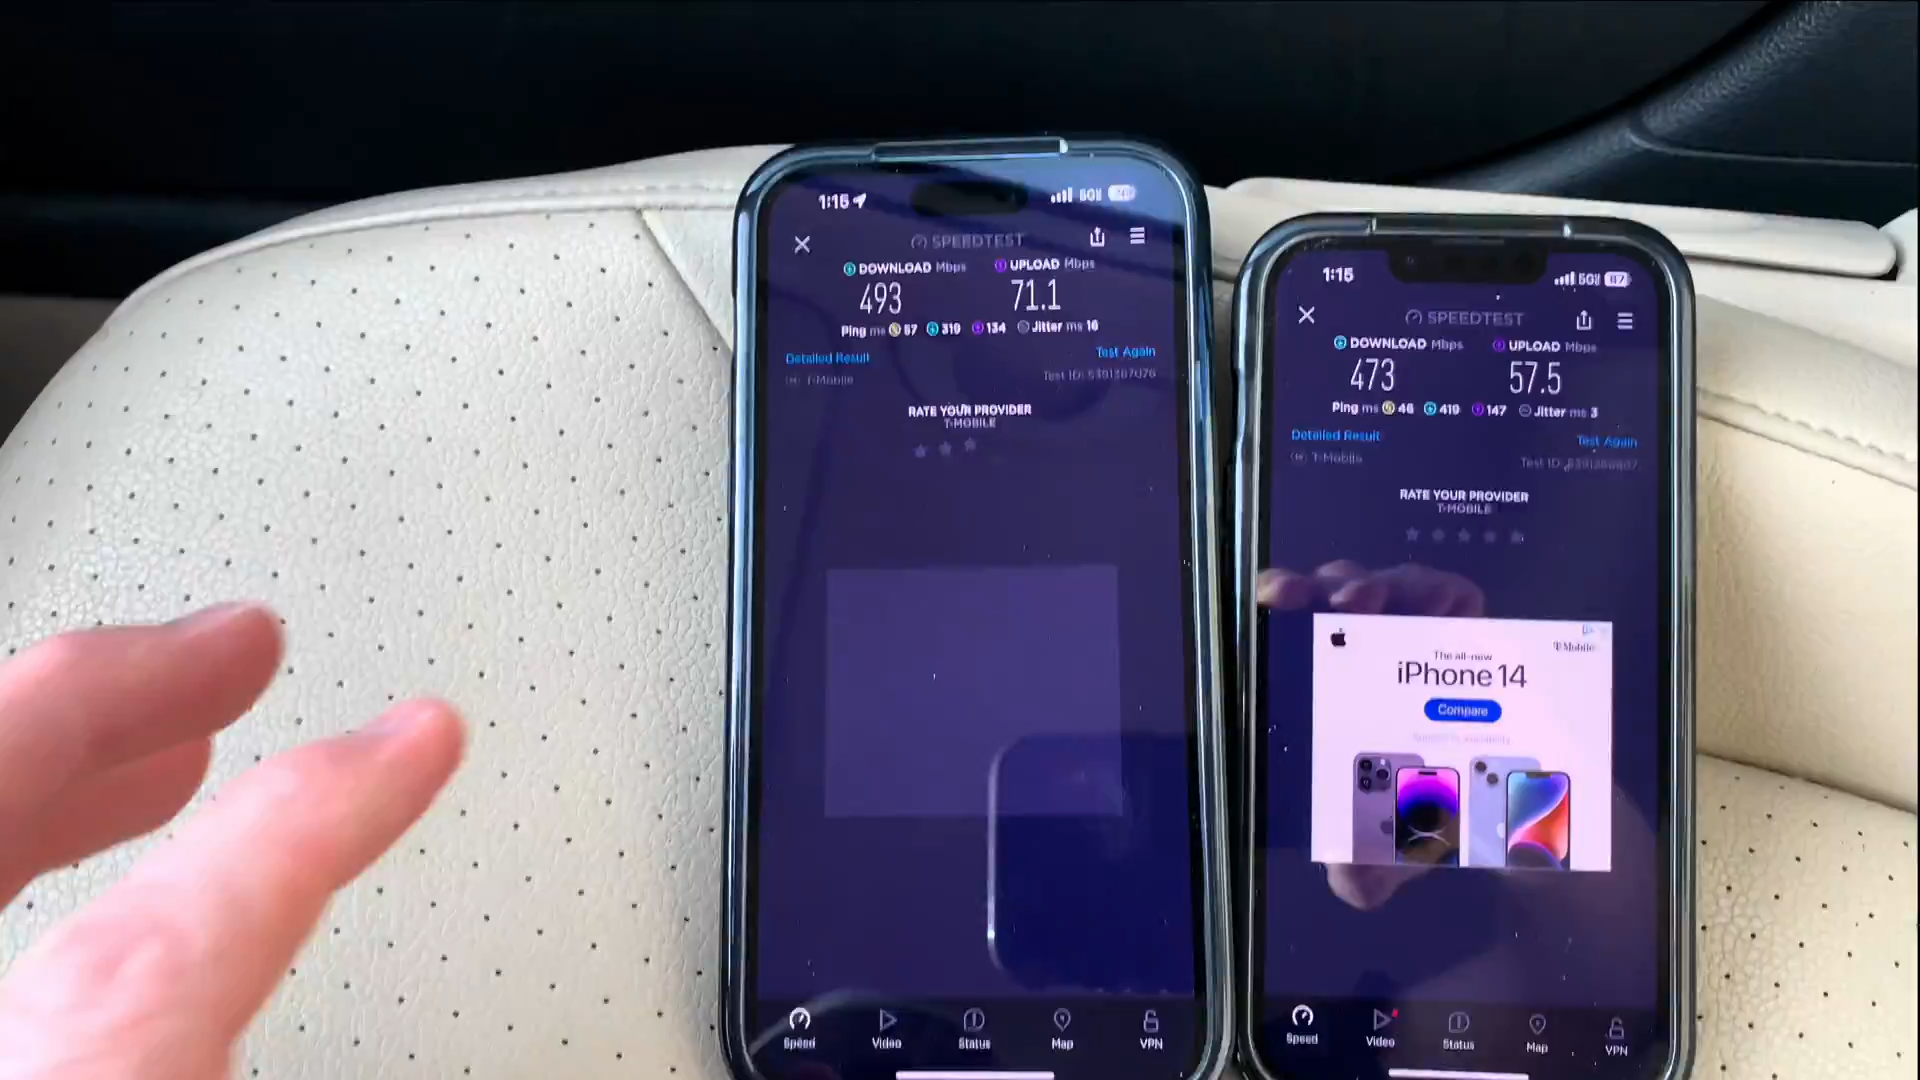 1:15
5G
SPEEDTEST
DOWNLOAD Mbps
UPLOAD Mbps
493
71.1
Ping ms 57 319 134 Jitter ms 16
Detailed Result
Test Again
T-Mobile
RATE YOUR PROVIDER
T-MOBILE
Speed
Video
Status
Map
VPN
1:15
5G
SPEEDTEST
DOWNLOAD Mbps
UPLOAD Mbps
473
57.5
Ping ms 46 419 147 Jitter ms 3
Detailed Result
Test Again
T-Mobile
RATE YOUR PROVIDER
T-MOBILE
T Mobile
The all-new
iPhone 14
Compare
Speed
Video
Status
Map
VPN